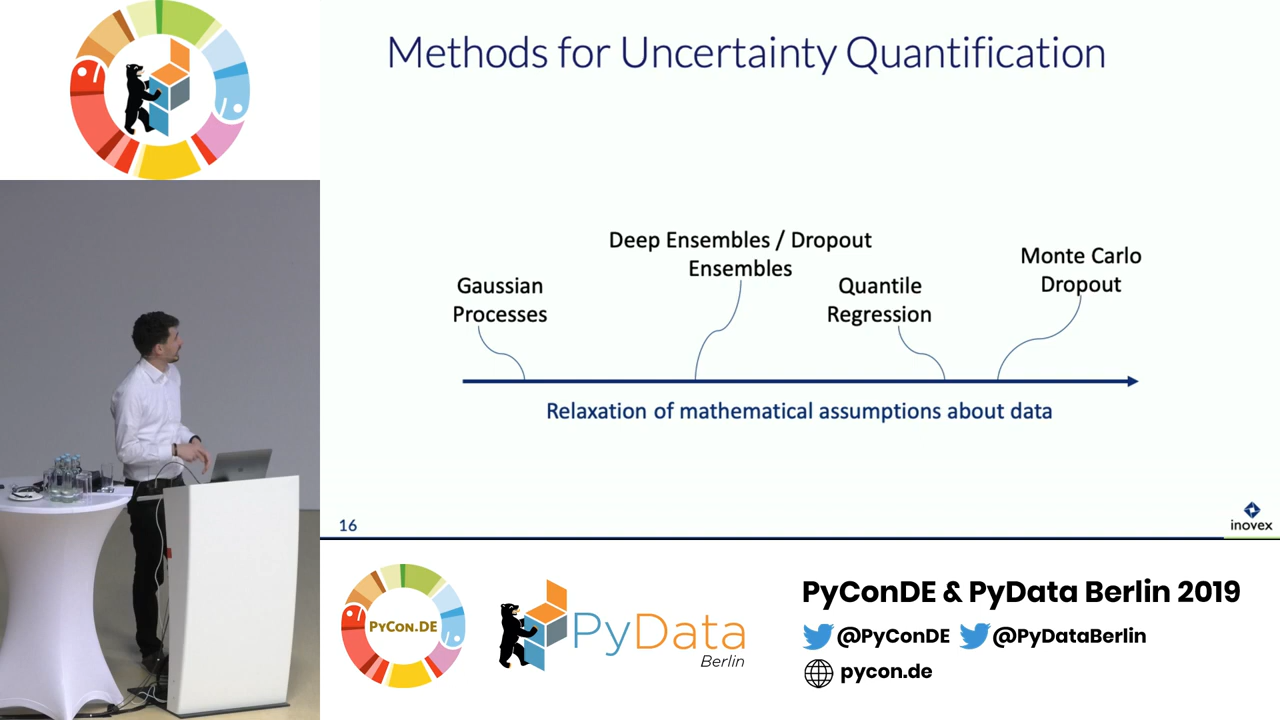 Methods for Uncertainty Quantification
Deep Ensembles / Dropout
Ensembles
Monte Carlo
Dropout
Gaussian
Processes
Quantile
Regression
Relaxation of mathematical assumptions about data
16
inovex
PYCON.DE
PyData
Berlin
PyConDE & PyData Berlin 2019
@PyConDE @PyDataBerlin
pycon.de